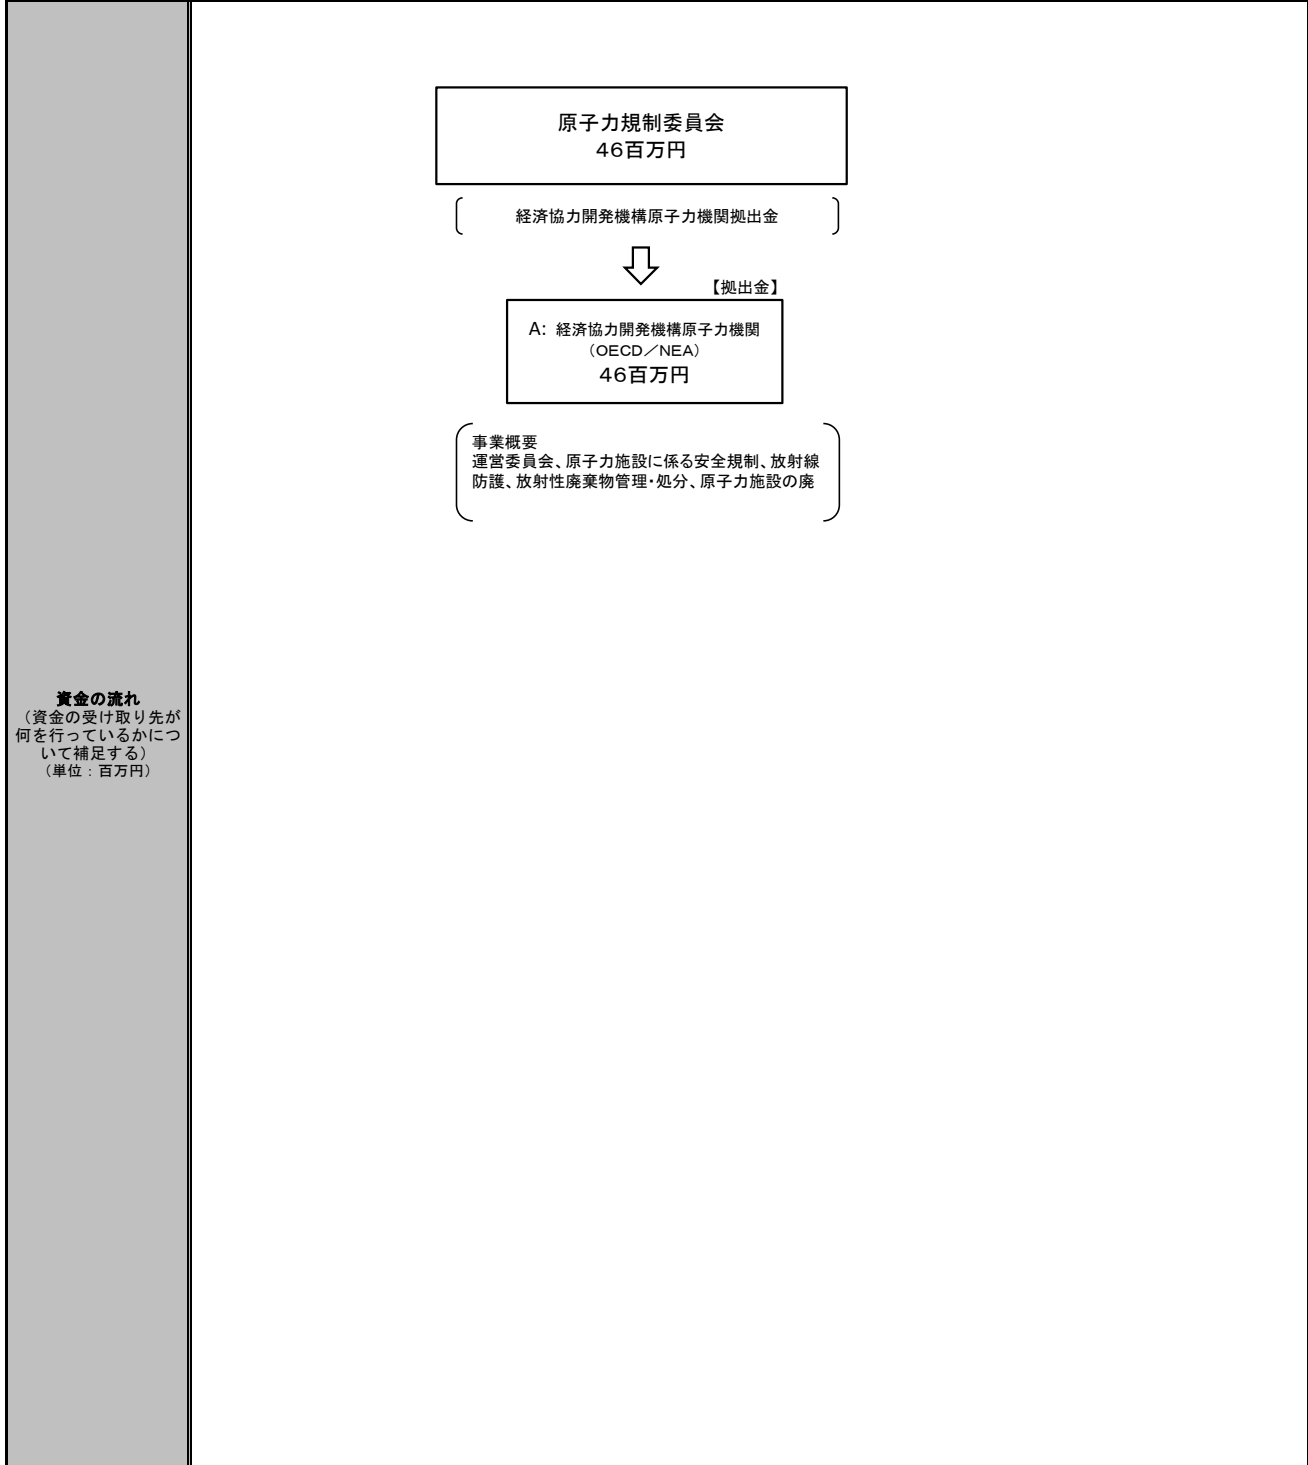 原子力規制委員会
４６百万円
経済協力開発機構原子力機関拠出金
【拠出金】
A: 経済協力開発機構原子力機関
（OECD／NEA）
４６百万円
事業概要
運営委員会、原子力施設に係る安全規制、放射線
防護、放射性廃棄物管理・処分、原子力施設の廃
資金の流れ
（資金の受け取り先が
何を行っているかにつ
いて補足する）
（単位：百万円）